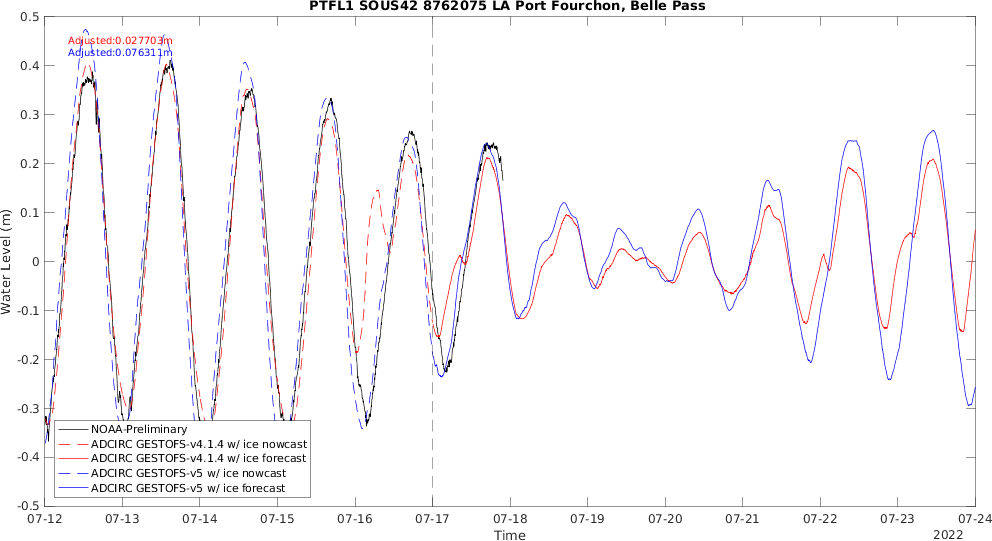 PTFL1 SOUS42 8762075 LA Port Fourchon, Belle Pass
0.5
Adjusted:0.027703m
Adjusted:0.076311m
0.4
0.3
0.2
0.1
0
-0.1
-0.2
-0.3
-0.4
-0.5
Water Level (m)
NOAA-Preliminary
ADCIRC GESTOFS-v4.1.4 w/ ice nowcast
ADCIRC GESTOFS-v4.1.4 w/ ice forecast
ADCIRC GESTOFS-v5 w/ ice nowcast
ADCIRC GESTOFS-v5 w/ ice forecast
07-12 07-13 07-14 07-15 07-16 07-17 07-18 07-19 07-20 07-21 07-22 07-23 07-24
Time
2022